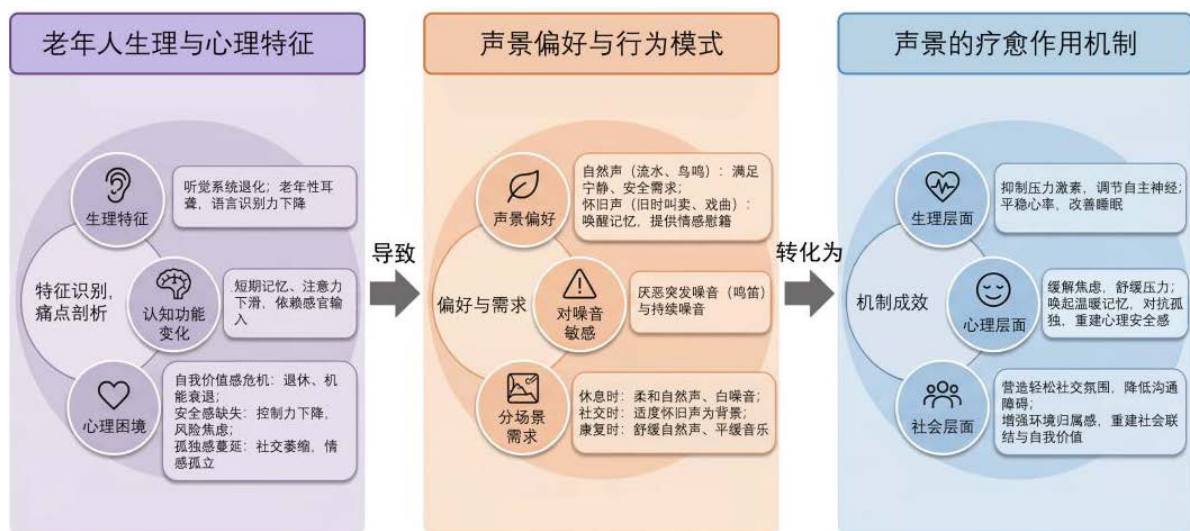 老年人生理与心理特征
特征识别，
痛点剖析
生理特征
听觉系统退化；老年性耳
聋，语言识别力下降
认知功能
变化
短期记忆、注意力
下滑、依赖感官输
入
心理困境
自我价值感危机：退休、机
能衰退；
安全感缺失：控制力下降，
风险焦虑；
孤独感蔓延：社交萎缩，情
感孤立
导致
声景偏好与行为模式
偏好与需求
声景偏好
自然声（流水、鸟鸣）：满足
宁静、安全需求；
怀旧声（旧时叫卖、戏曲）：
唤醒记忆，提供情感慰籍
对噪音
敏感
厌恶突发噪音（鸣笛）
与持续噪音
分场景
需求
休息时：柔和自然声、白噪音；
社交时：适度怀旧声为背景；
康复时：舒缓自然声、平缓音乐
转化为
声景的疗愈作用机制
机制成效
生理层面
抑制压力激素，调节自主神经；
平稳心率，改善睡眠
心理层面
缓解焦虑，舒缓压力；
唤起温暖记忆，对抗孤
独，重建心理安全感
社会层面
营造轻松社交氛围，降低沟通
障碍；
增强环境归属感，重建社会联
结与自我价值